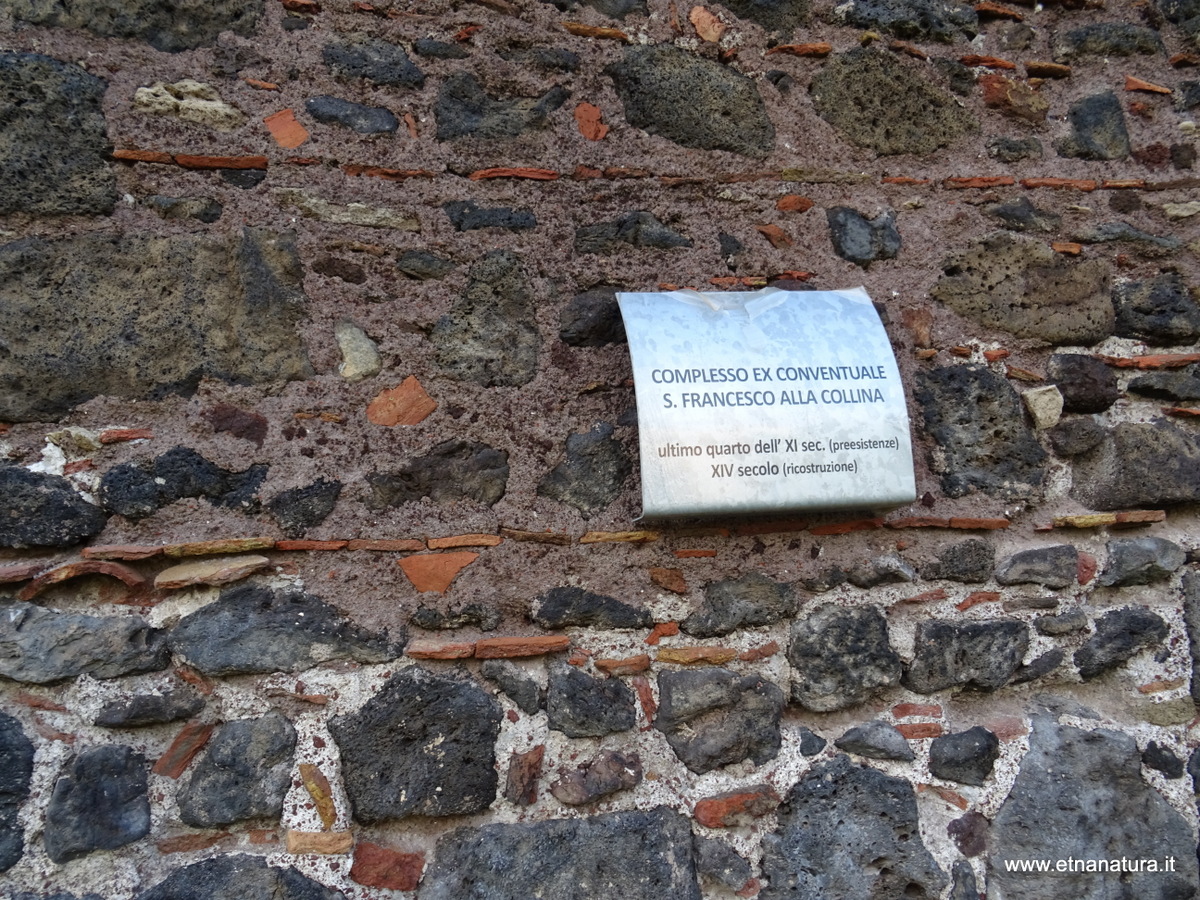 COMPLESSO EX CONVENTUALE
S. FRANCESCO ALLA COLLINA
ultimo quarto dell' XI sec. (preesistenze)
XIV secolo (ricostruzione)
www.etnanatura.it